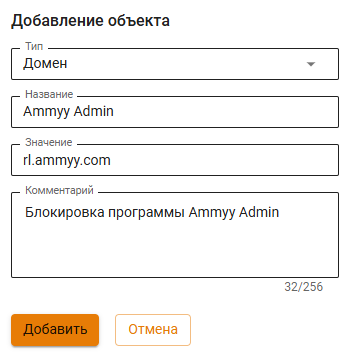 Добавление объекта
Тип
Домен
Название
Ammyy Admin
Значение
rl.ammyy.com
Комментарий
Блокировка программы Ammyy Admin
32/256
Добавить
Отмена